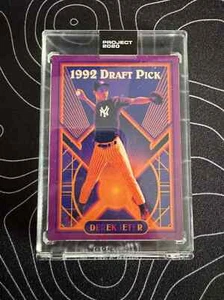 PROJECT
2020
1992 DRAFT PICK
NY
DEREK JETER